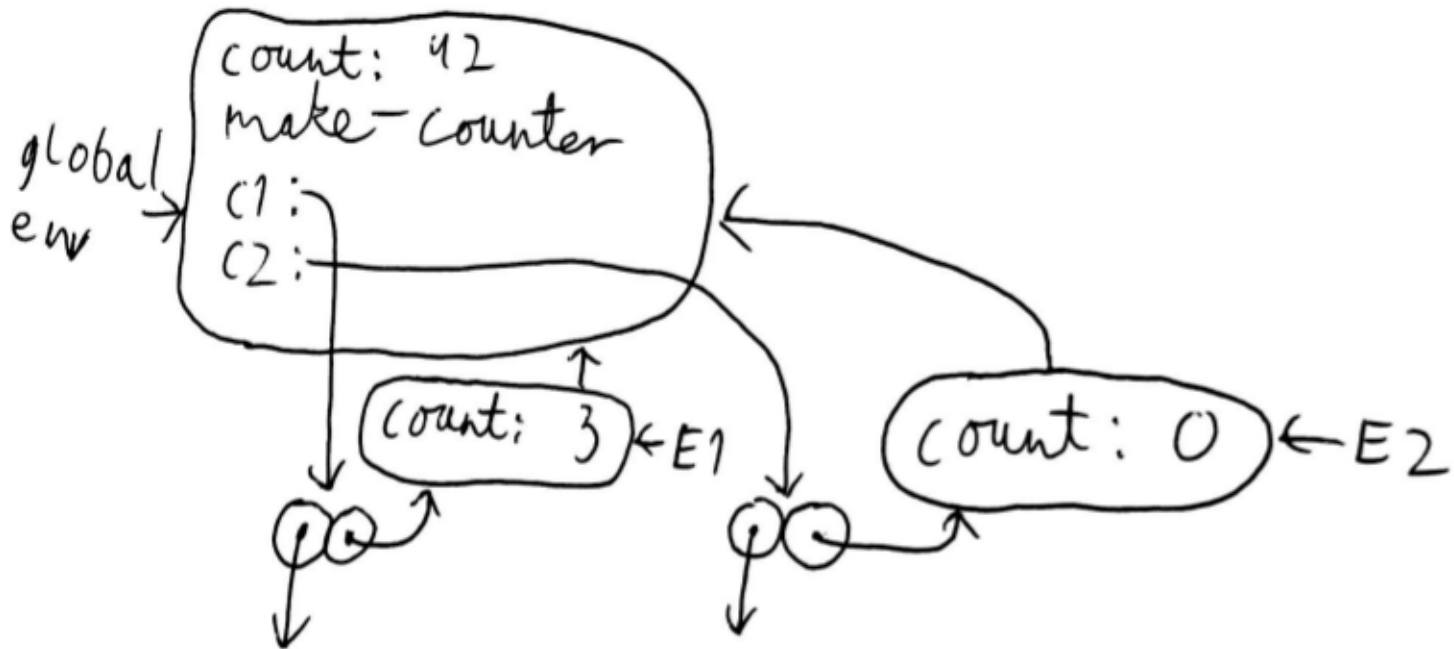 count: 42
make-counter
global
env
c1:
c2:
count: 3
E1
count: 0
E2